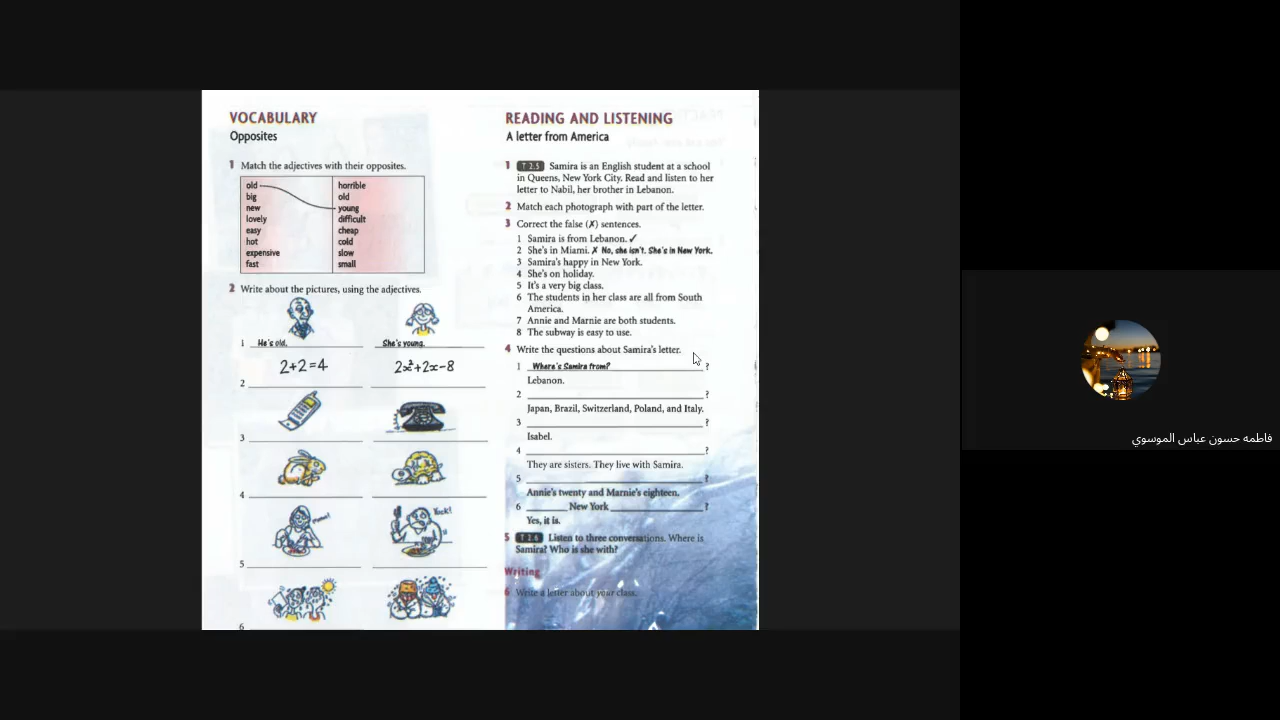 VOCABULARY
Opposites
1 Match the adjectives with their opposites.
old
big
new
lovely
easy
hot
expensive
fast
horrible
old
young
difficult
cheap
cold
slow
small
2 Write about the pictures, using the adjectives.
1 He's old.
She's young.
2+2=4
2x²+2x-8
2
3
4
Yuck!
5
6
READING AND LISTENING
A letter from America
1 T 2.5 Samira is an English student at a school
in Queens, New York City. Read and listen to her
letter to Nabil, her brother in Lebanon.
2 Match each photograph with part of the letter.
3 Correct the false (✗) sentences.
1 Samira is from Lebanon. ✓
2 She's in Miami. ✗ No, she isn't. She's in New York.
3 Samira's happy in New York.
4 She's on holiday.
5 It's a very big class.
6 The students in her class are all from South
America.
7 Annie and Marnie are both students.
8 The subway is easy to use.
4 Write the questions about Samira's letter.
1 Where's Samira from? ?
Lebanon.
2 ?
Japan, Brazil, Switzerland, Poland, and Italy.
3 ?
Isabel.
4 ?
They are sisters. They live with Samira.
5 ?
Annie's twenty and Marnie's eighteen.
6 New York ?
Yes, it is.
5 T 2.6 Listen to three conversations. Where is
Samira? Who is she with?
Writing
6 Write a letter about your class.
فاطمه حسون عباس الموسوي